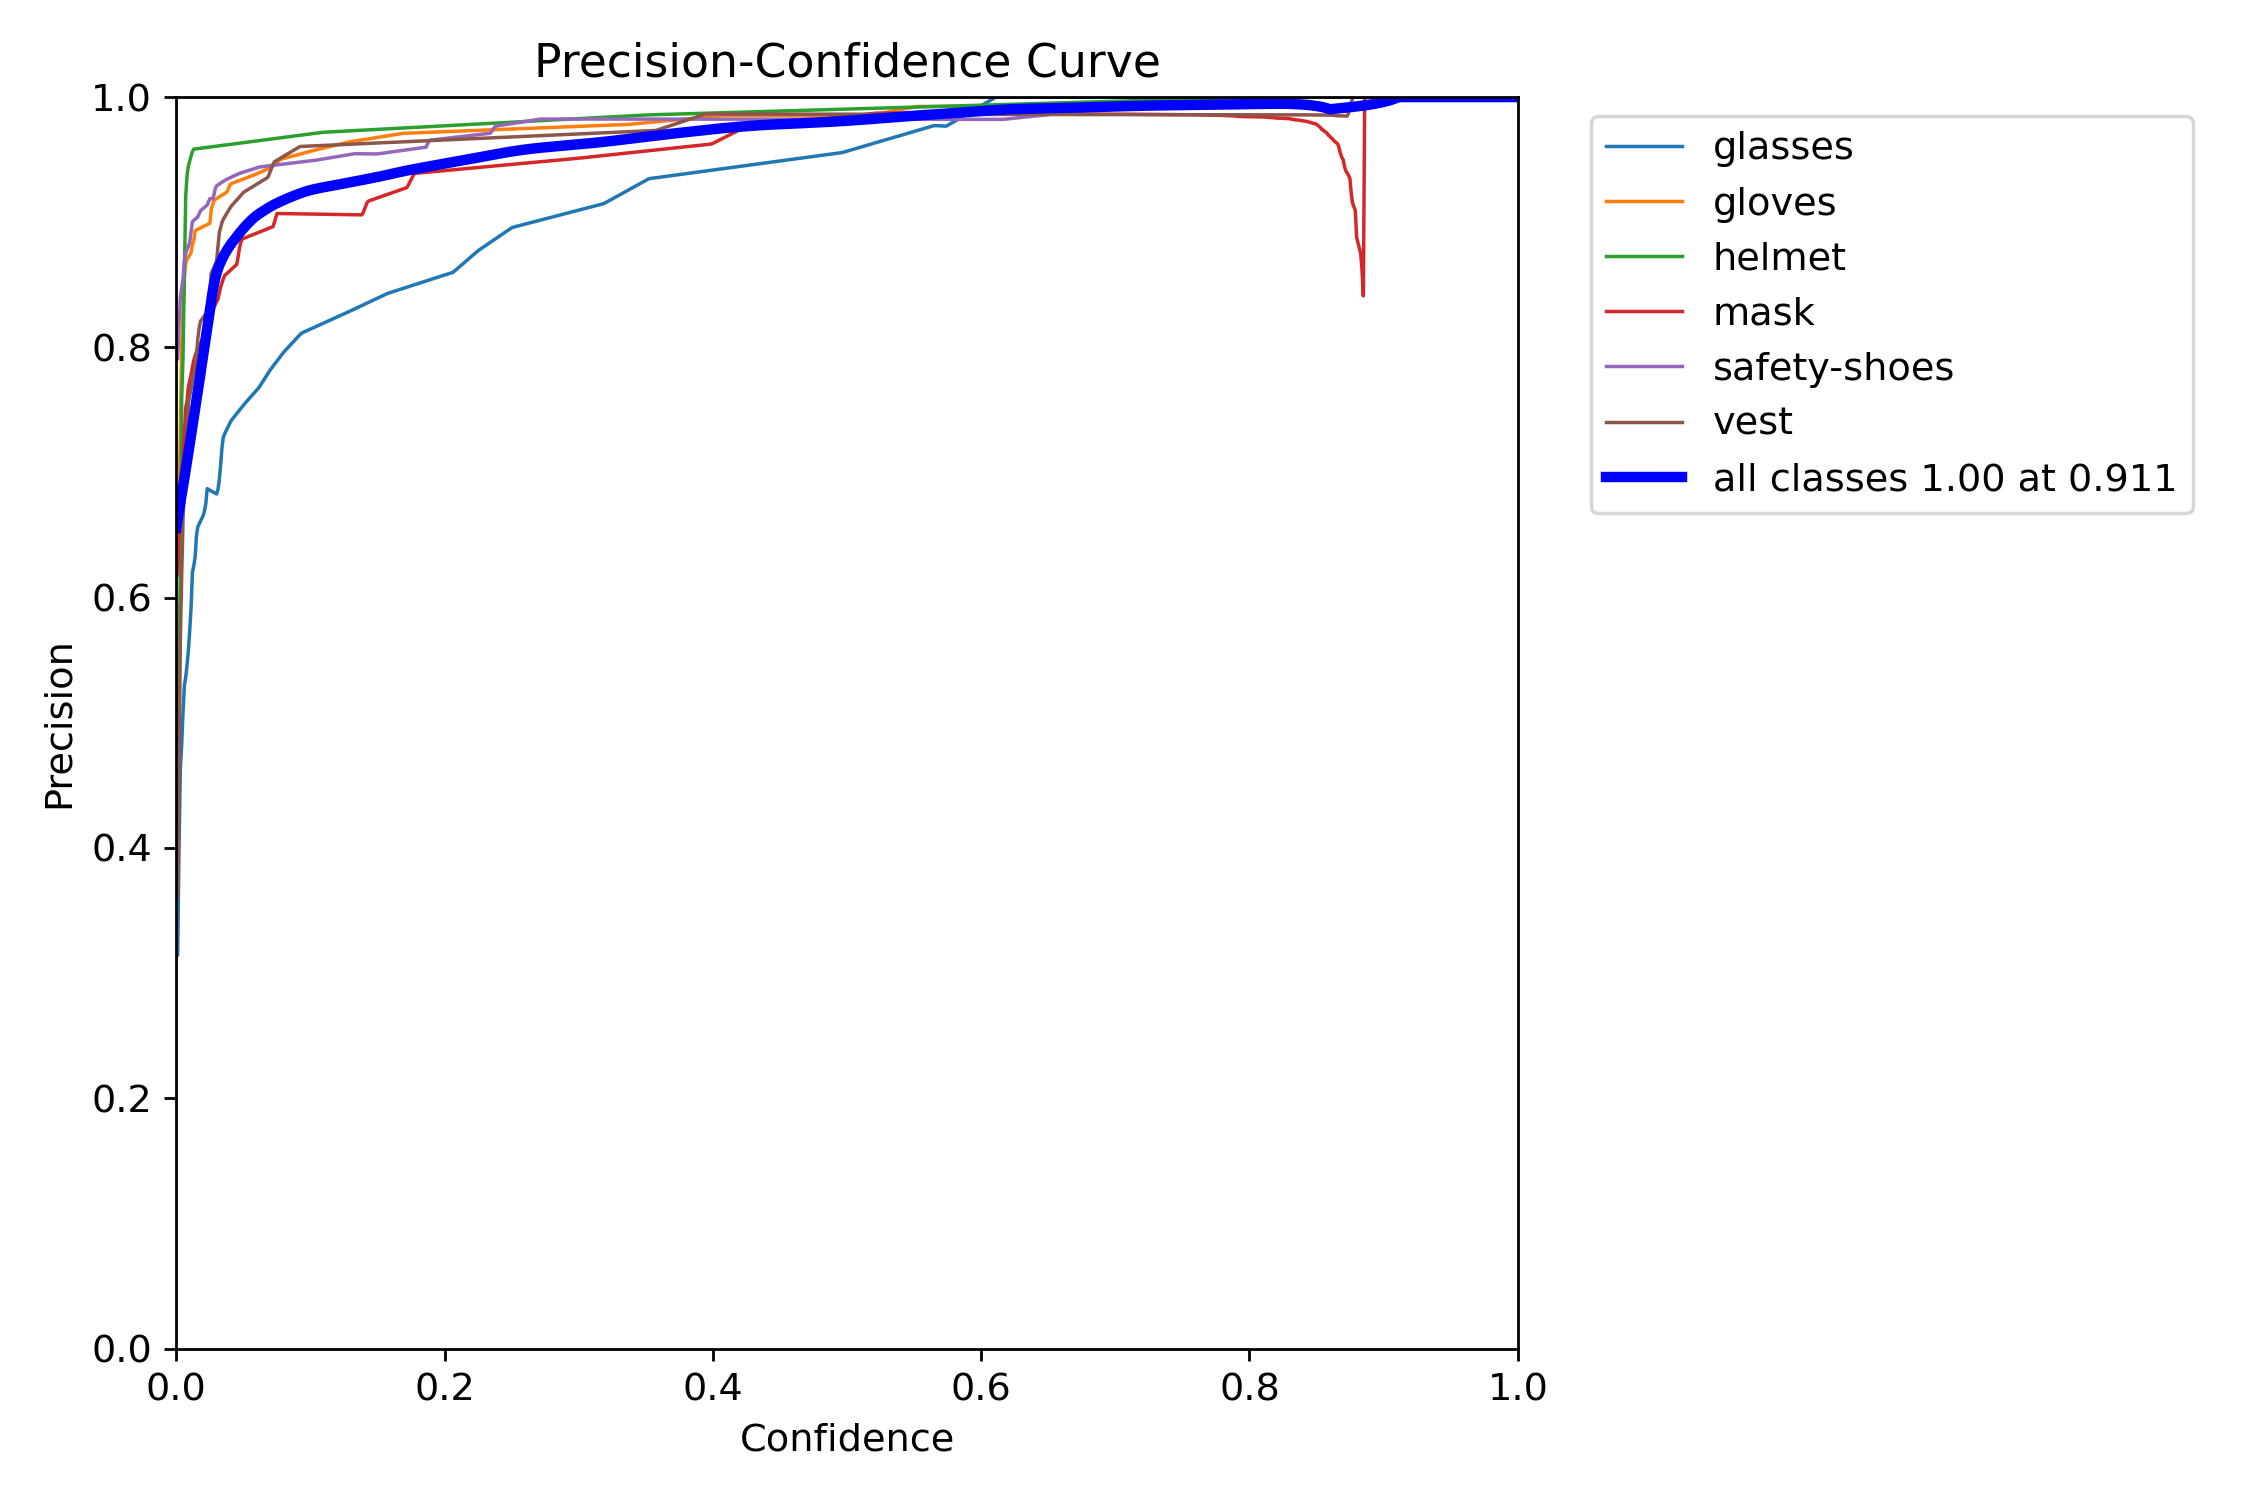 Precision-Confidence Curve
1.0
0.8
0.6
0.4
0.2
0.0
Precision
0.0 0.2 0.4 0.6 0.8 1.0
Confidence
glasses
gloves
helmet
mask
safety-shoes
vest
all classes 1.00 at 0.911